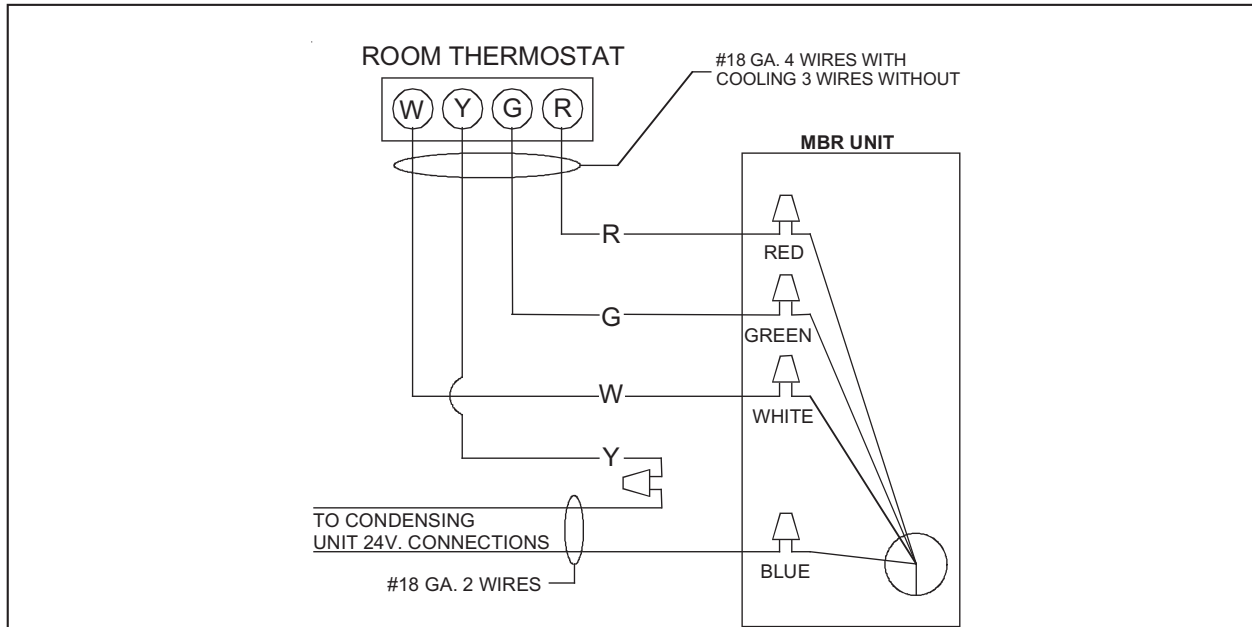 ROOM THERMOSTAT
#18 GA. 4 WIRES WITH
COOLING 3 WIRES WITHOUT
W Y G R
MBR UNIT
R
RED
G
GREEN
W
WHITE
Y
TO CONDENSING
UNIT 24V. CONNECTIONS
BLUE
#18 GA. 2 WIRES